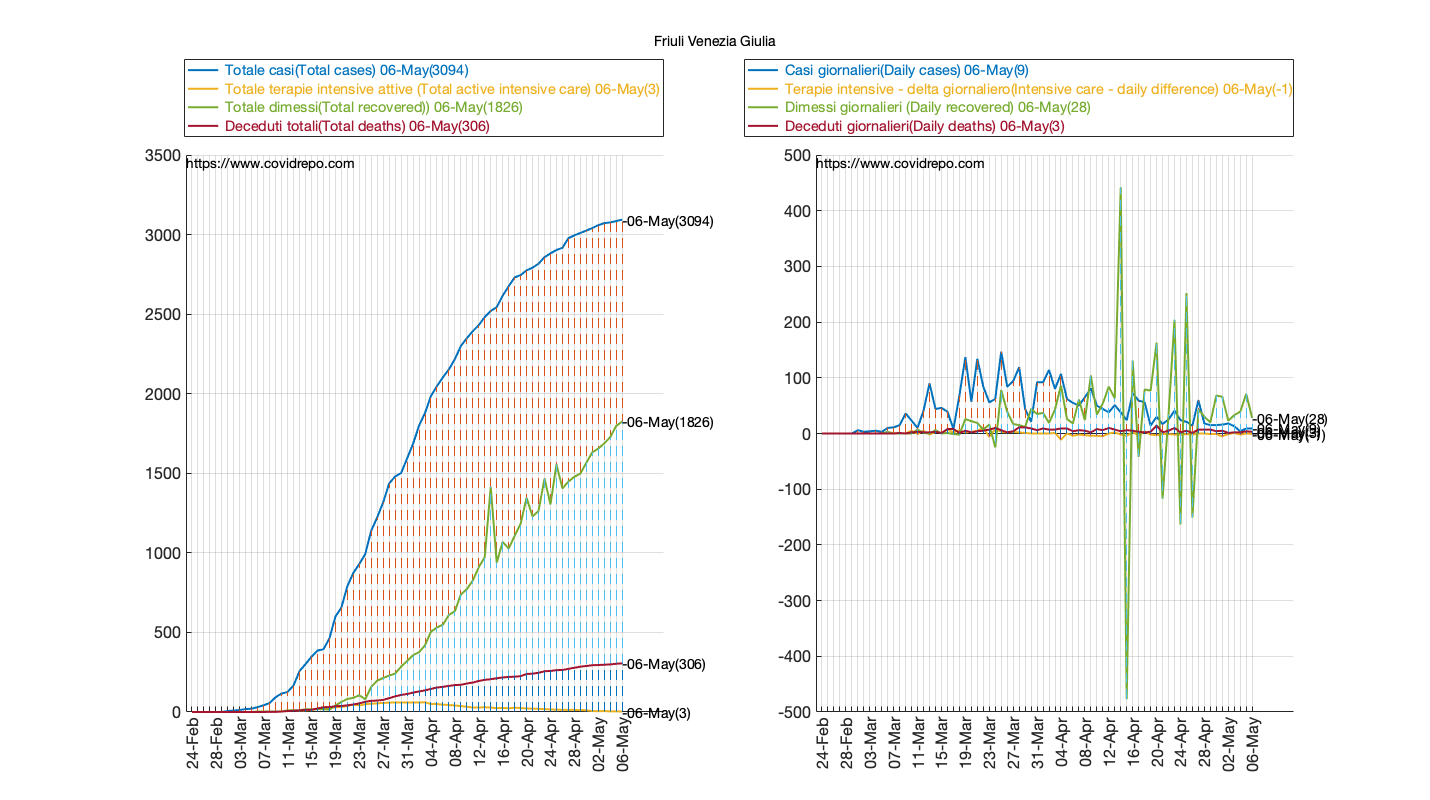 Friuli Venezia Giulia
Totale casi(Total cases) 06-May(3094)
Totale terapie intensive attive (Total active intensive care) 06-May(3)
Totale dimessi(Total recovered)) 06-May(1826)
Deceduti totali(Total deaths) 06-May(306)
Casi giornalieri(Daily cases) 06-May(9)
Terapie intensive - delta giornaliero(Intensive care - daily difference) 06-May(-1)
Dimessi giornalieri (Daily recovered) 06-May(28)
Deceduti giornalieri(Daily deaths) 06-May(3)
https://www.covidrepo.com
3500
3000
2500
2000
1500
1000
500
0
-06-May(3094)
-06-May(1826)
-06-May(306)
-06-May(3)
24-Feb
28-Feb
03-Mar
07-Mar
11-Mar
15-Mar
19-Mar
23-Mar
27-Mar
31-Mar
04-Apr
08-Apr
12-Apr
16-Apr
20-Apr
24-Apr
28-Apr
02-May
06-May
https://www.covidrepo.com
500
400
300
200
100
0
-100
-200
-300
-400
-500
-06-May(28)
24-Feb
28-Feb
03-Mar
07-Mar
11-Mar
15-Mar
19-Mar
23-Mar
27-Mar
31-Mar
04-Apr
08-Apr
12-Apr
16-Apr
20-Apr
24-Apr
28-Apr
02-May
06-May